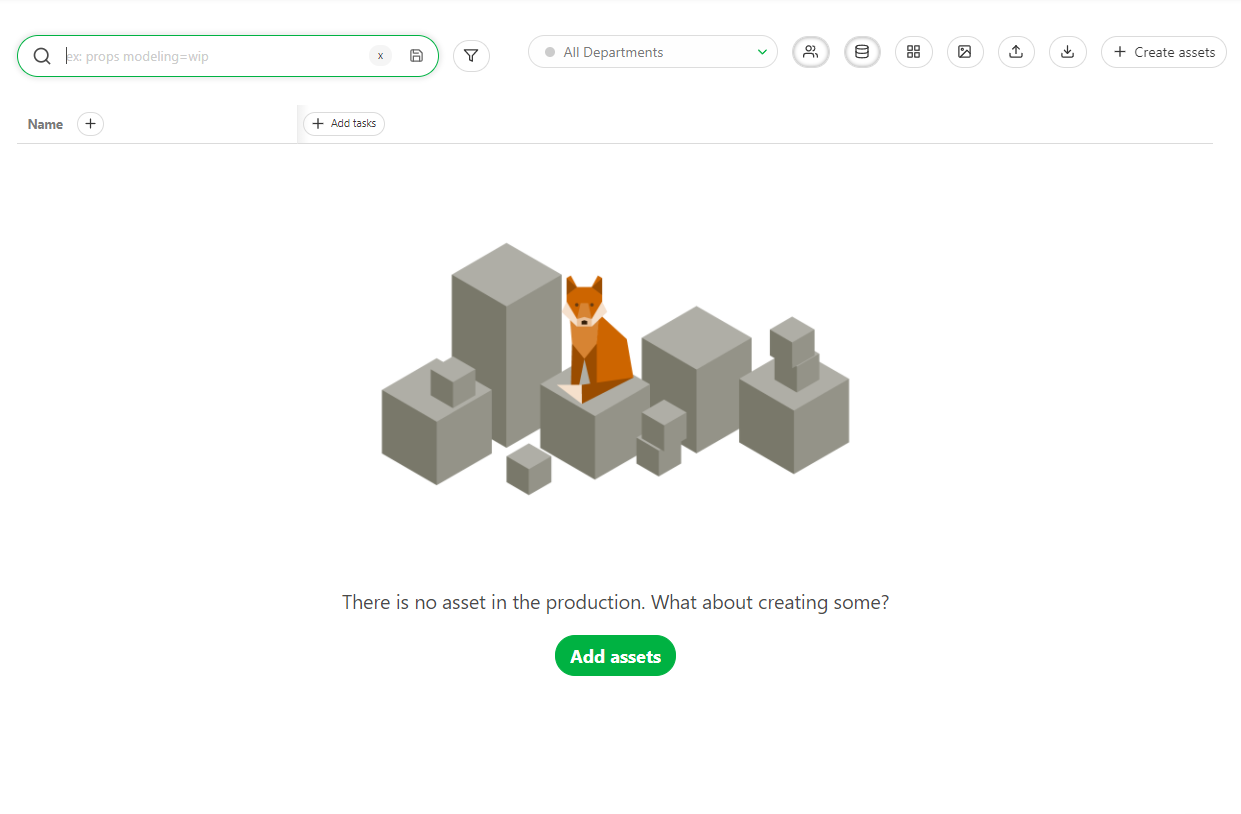 ex: props modeling=wip
x
All Departments
Create assets
Name
Add tasks
There is no asset in the production. What about creating some?
Add assets